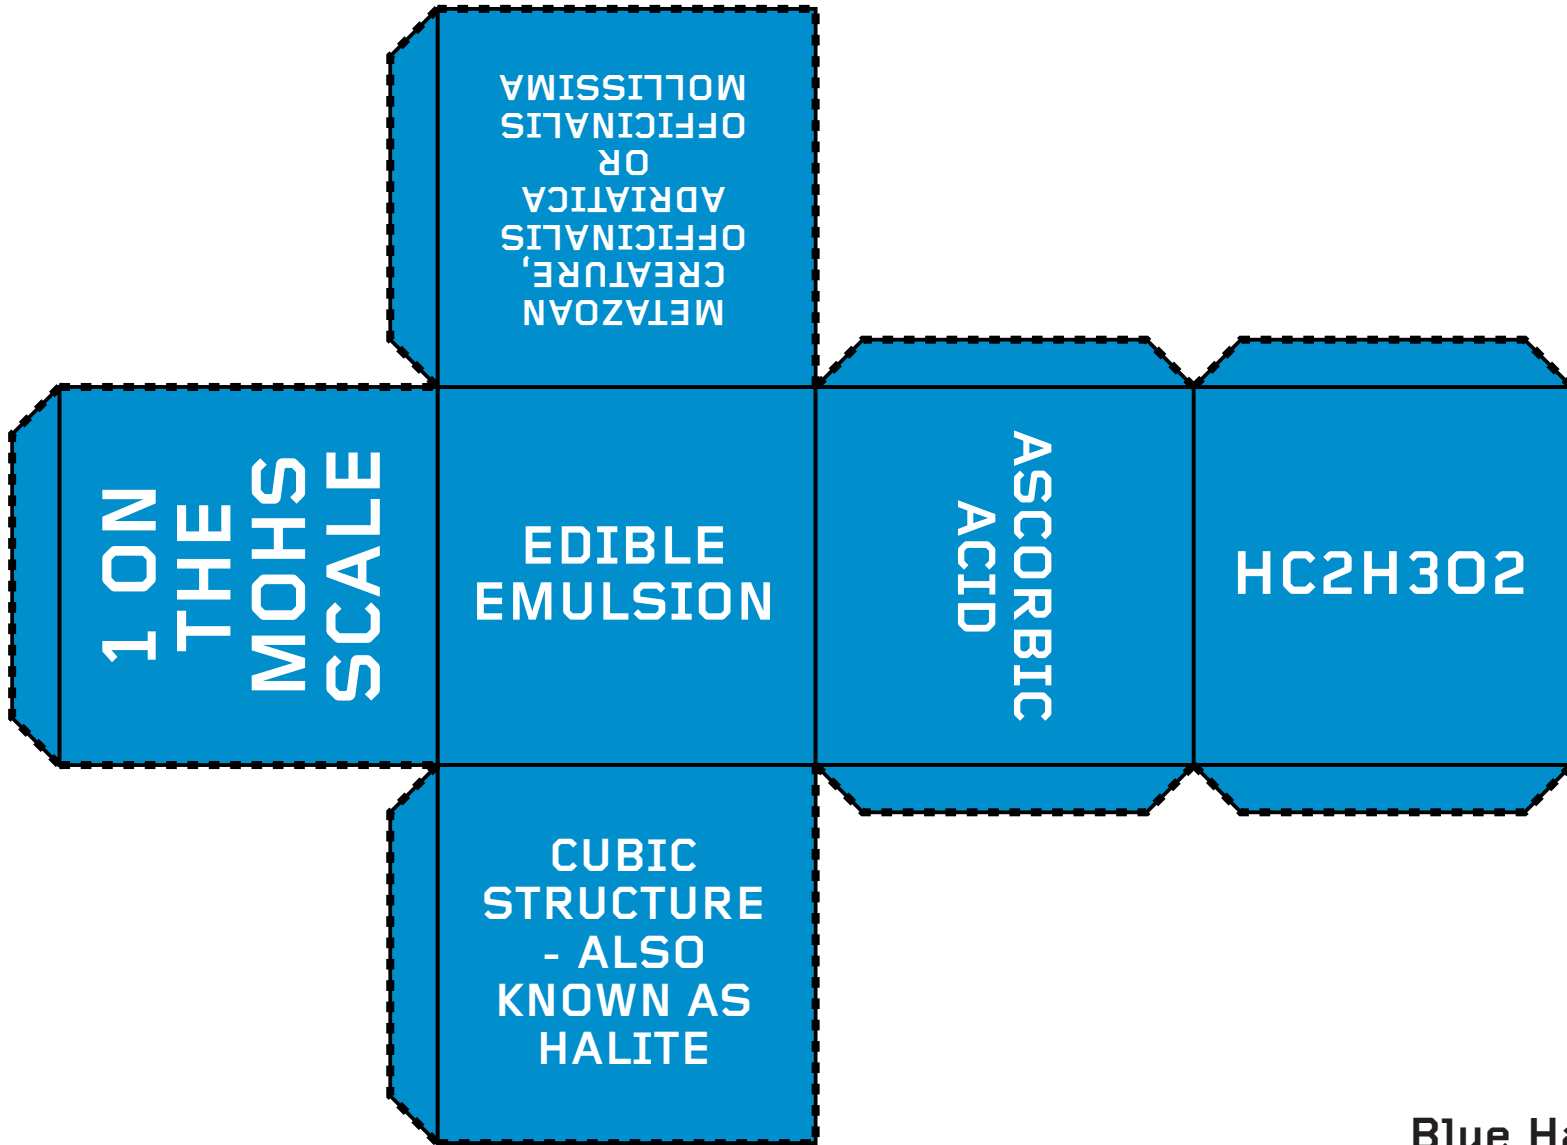 METAZOAN
CREATURE,
OFFICINALIS
ADRIATICA
OR
OFFICINALIS
MOLLISSIMA
1 ON
THE
MOHS
SCALE
EDIBLE
EMULSION
ASCORBIC
ACID
HC2H3O2
CUBIC
STRUCTURE
- ALSO
KNOWN AS
HALITE
Blue